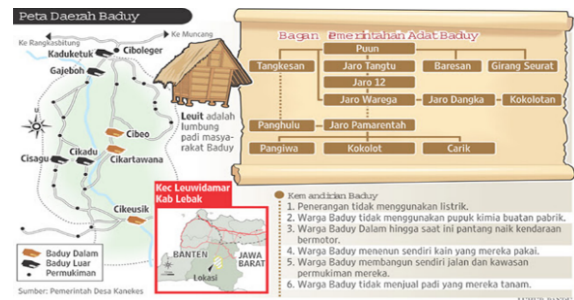 Peta Daerah Baduy
Ke Rangkasbitung
Ke Muncang
Ciboleger
Kaduketuk
Gajeboh
Leuit adalah
lumbung
padi masya-
rakat Baduy
U
Cibeo
Cikadu
Cisagu
Cikartawana
Cikeusik
Baduy Dalam
Baduy Luar
Permukiman
Sumber: Pemerintah Desa Kanekes
Kec Leuwidamar
Kab Lebak
BANTEN
JAWA
BARAT
Lokasi
Bagan Pemerintahan Adat Baduy
Puun
Tangkesan
Jaro Tangtu
Baresan
Girang Seurat
Jaro 12
Jaro Warega
Jaro Dangka
Kokolotan
Panghulu
Jaro Pamarentah
Pangiwa
Kokolot
Carik
Kemandirian Baduy
1. Penerangan tidak menggunakan listrik.
2. Warga Baduy tidak menggunakan pupuk kimia buatan pabrik.
3. Warga Baduy Dalam hingga saat ini pantang naik kendaraan
bermotor.
4. Warga Baduy menenun sendiri kain yang mereka pakai.
5. Warga Baduy membangun sendiri jalan dan kawasan
permukiman mereka.
6. Warga Baduy tidak menjual padi yang mereka tanam.